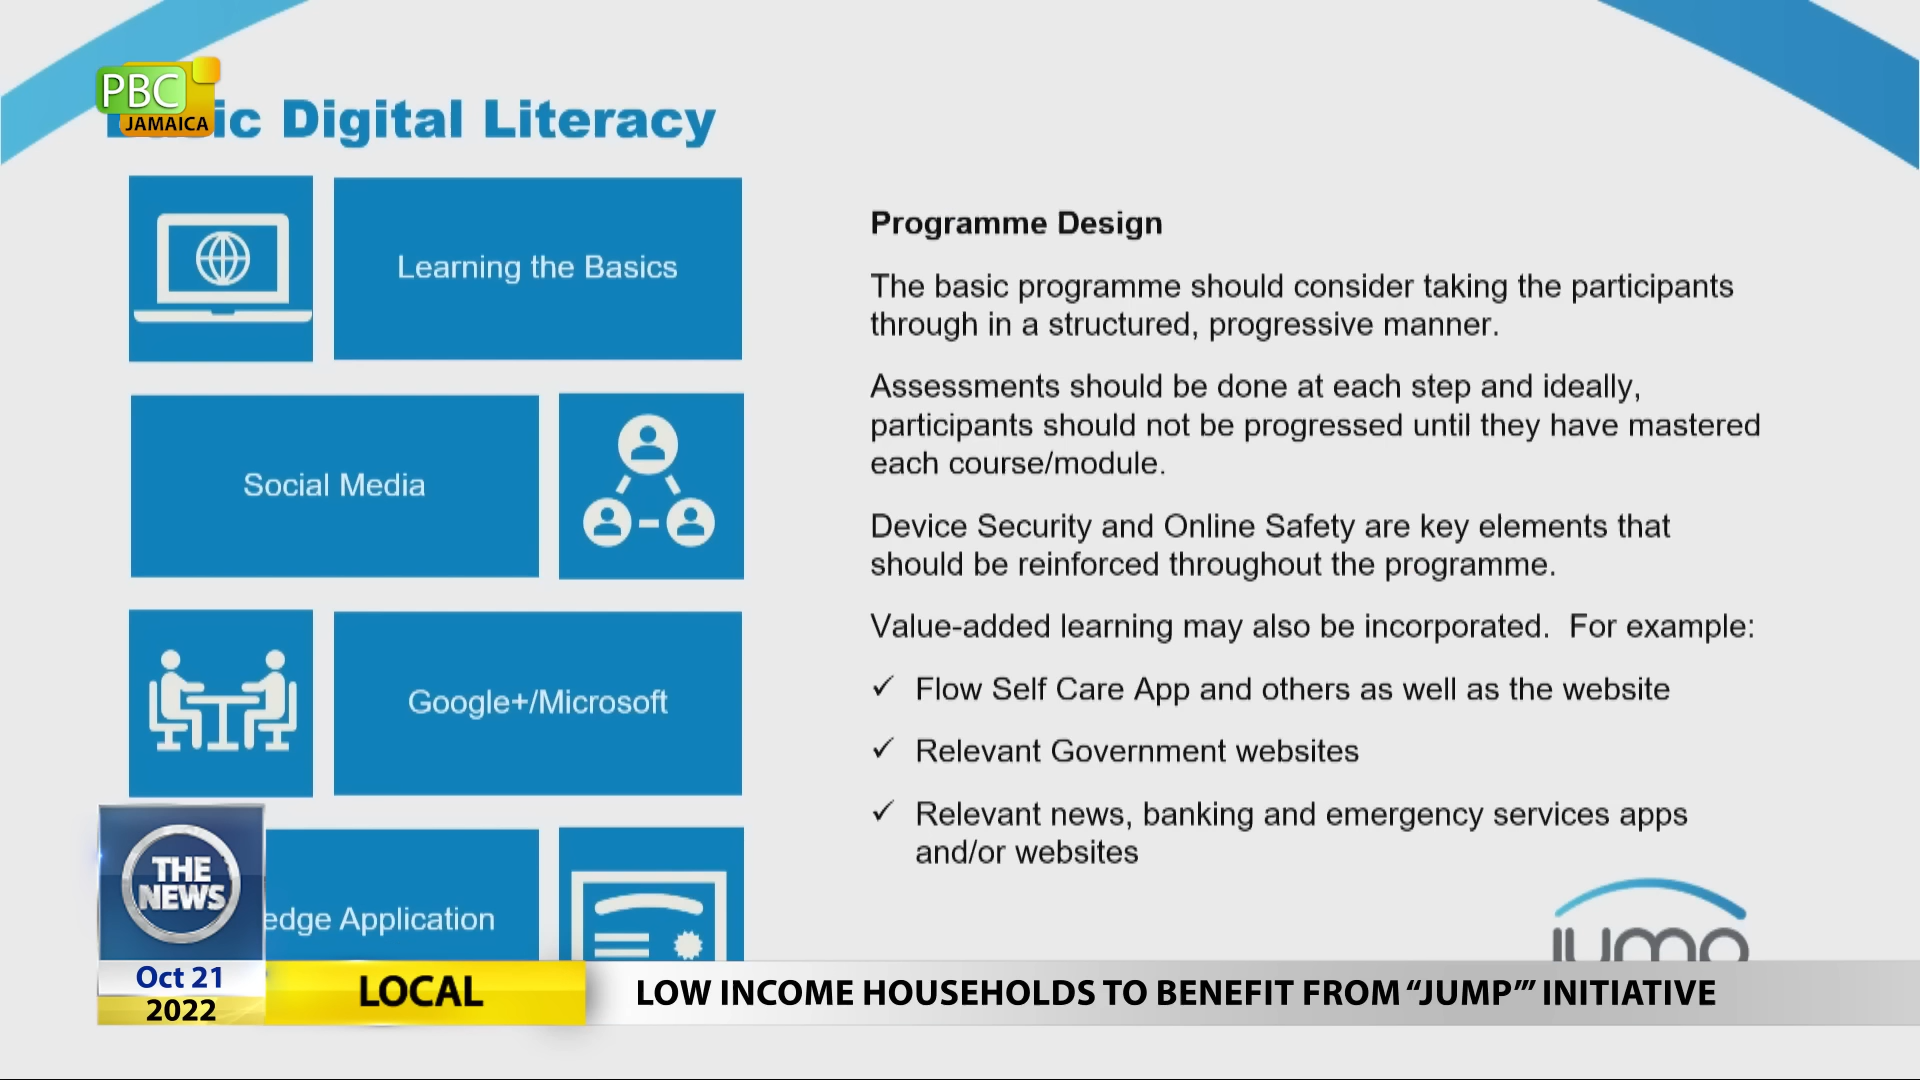 PBC
JAMAICA
ic Digital Literacy
Learning the Basics
Social Media
Google+/Microsoft
edge Application
Programme Design
The basic programme should consider taking the participants
through in a structured, progressive manner.
Assessments should be done at each step and ideally,
participants should not be progressed until they have mastered
each course/module.
Device Security and Online Safety are key elements that
should be reinforced throughout the programme.
Value-added learning may also be incorporated.  For example:
✓ Flow Self Care App and others as well as the website
✓ Relevant Government websites
✓ Relevant news, banking and emergency services apps
and/or websites
THE
NEWS
Oct 21
2022
LOCAL
LOW INCOME HOUSEHOLDS TO BENEFIT FROM “JUMP’” INITIATIVE